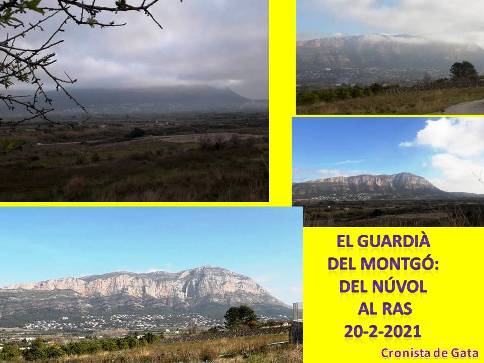 EL GUARDIÀ
DEL MONTGÓ:
DEL NÚVOL
AL RAS
20-2-2021
Cronista de Gata